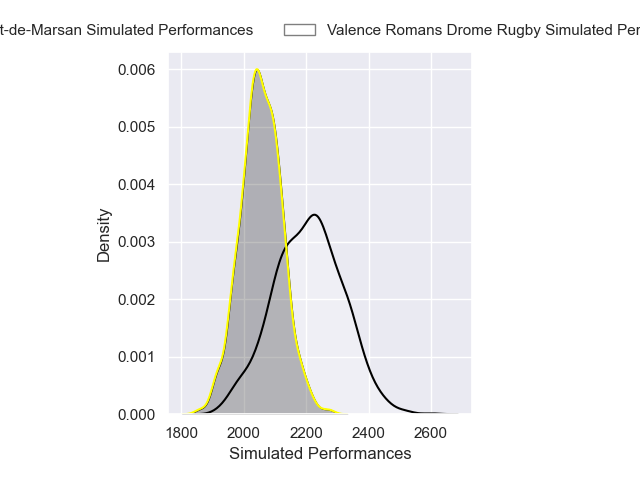 t-de-Marsan Simulated Performances Valence Romans Drome Rugby Simulated Per
0.006
0.005
0.004
0.003
0.002
0.001
0.000
Density
1800 2000 2200 2400 2600
Simulated Performances